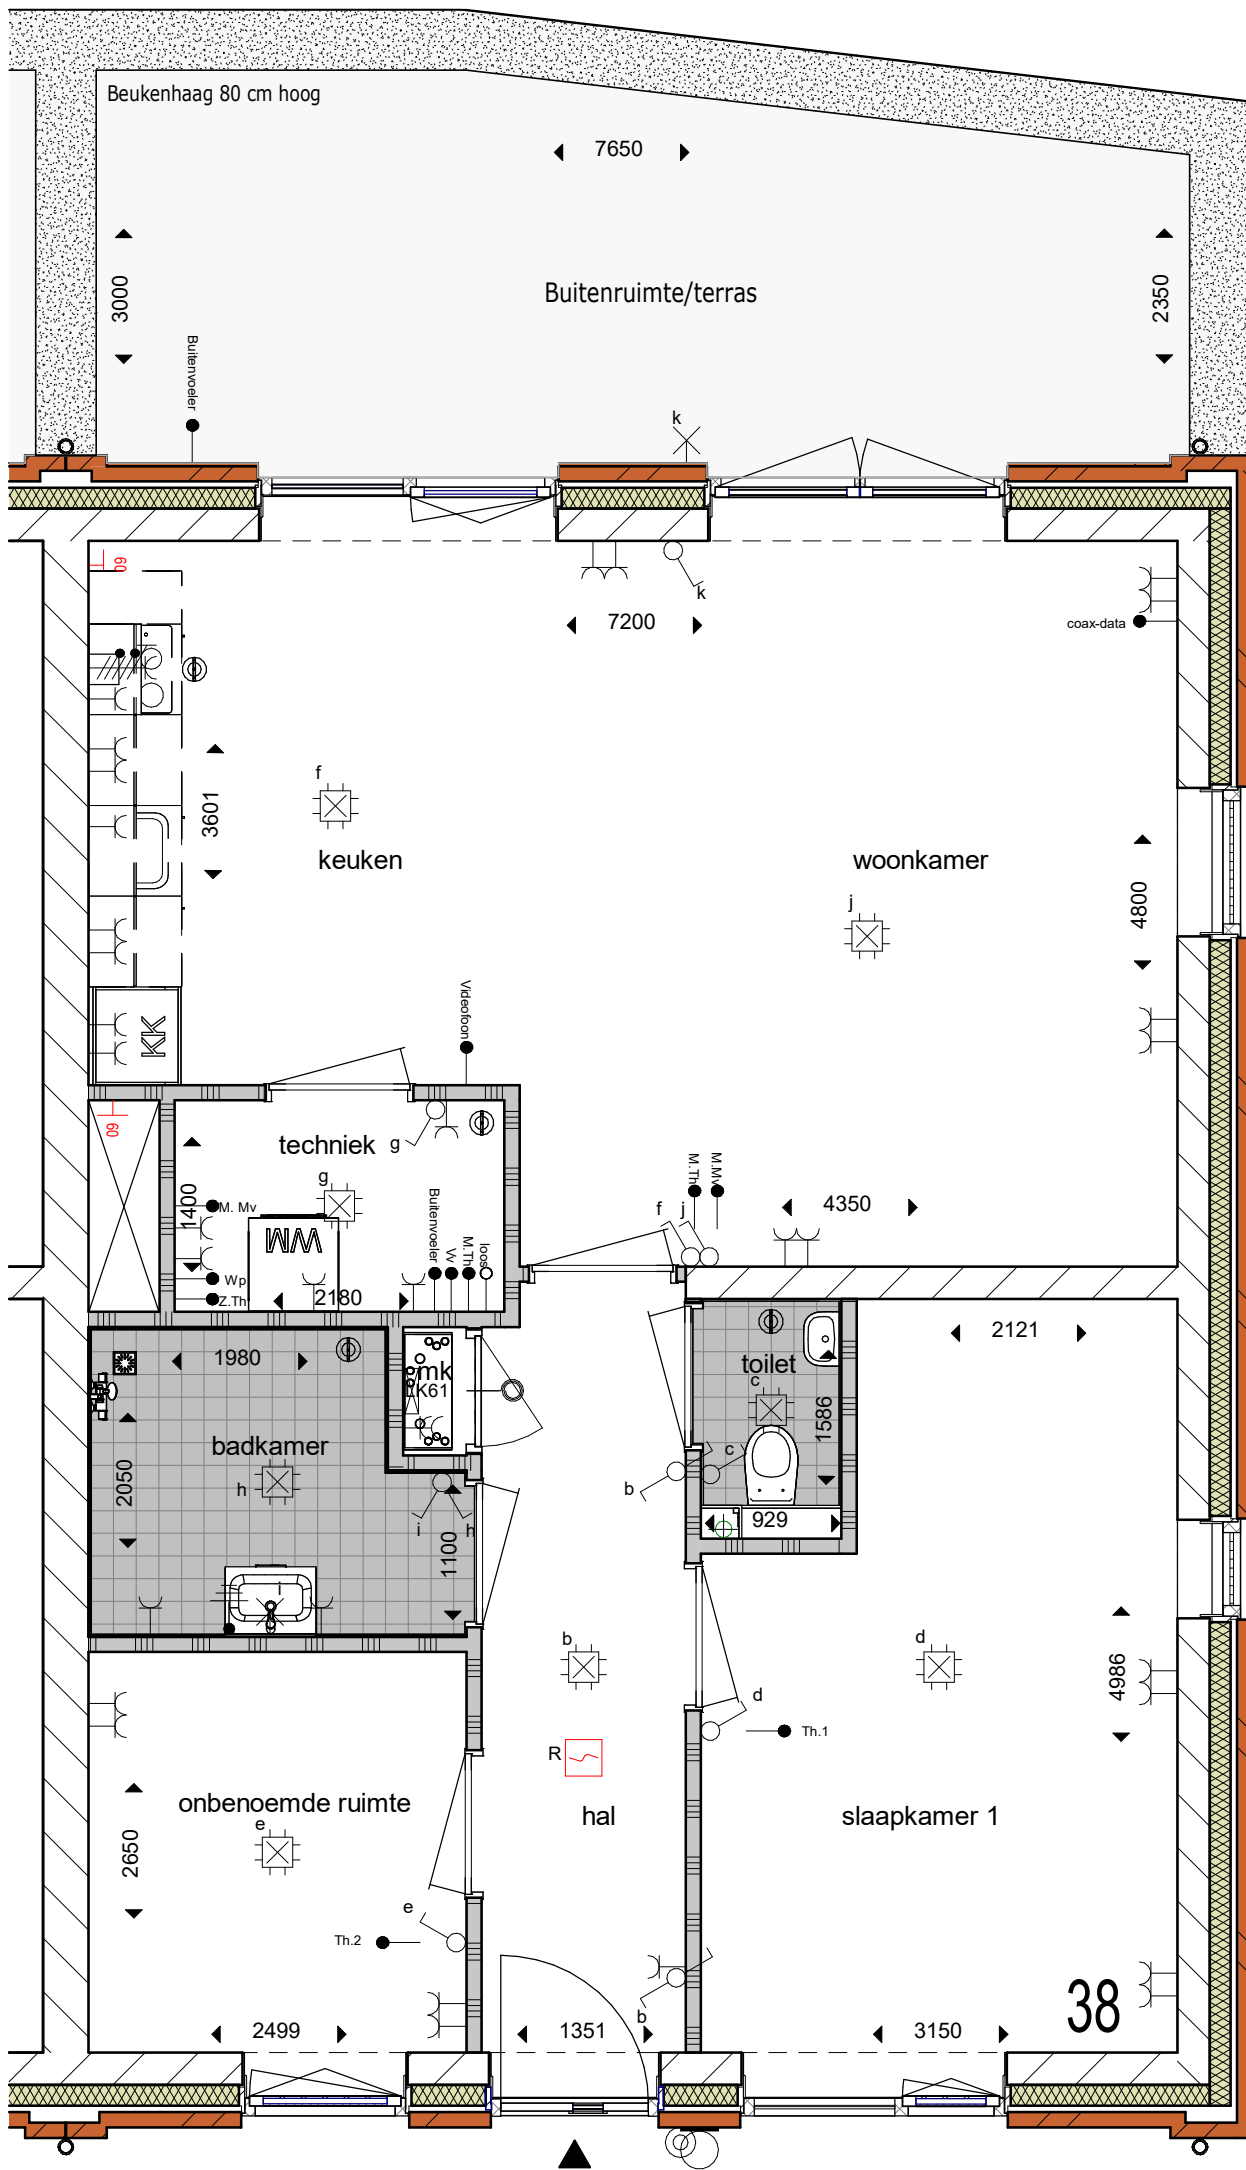 Beukenhaag 80 cm hoog
7650
3000
Buitenruimte/terras
2350
Buitenvoeler
k
60
k
7200
coax-data
f
3601
keuken
woonkamer
j
4800
KK
Videofoon
60
techniek
g
g
1400
M. Mv
WM
Buitenvoeler
Vv
M.Th
loos
Wp
Z.Th
2180
M.Th
M.Mv
f
j
4350
1980
mk
K61
toilet
c
2121
1586
badkamer
h
2050
i
h
1100
b
c
929
i
b
d
4986
d
Th.1
R
onbenoemde ruimte
e
hal
slaapkamer 1
2650
e
Th.2
38
b
2499
1351
3150